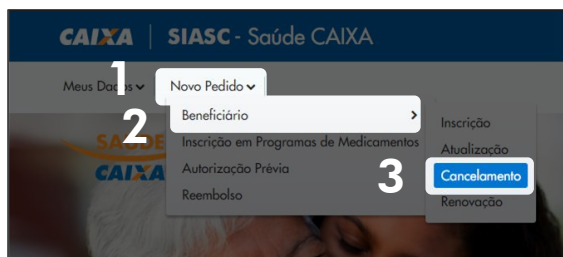 CAIXA | SIASC - Saúde CAIXA
1
Meus Dados Novo Pedido
2
Beneficiário
Inscrição em Programas de Medicamentos
Autorização Prévia
Reembolso
SAÚDE
CAIXA
Inscrição
Atualização
3
Cancelamento
Renovação